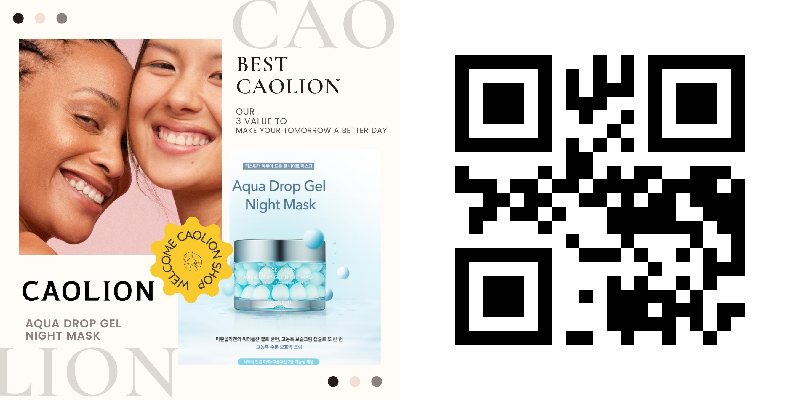 CAO
BEST
CAOLION
OUR
3 VALUE TO
MAKE YOUR TOMORROW A BETTER DAY
Aqua Drop Gel
Night Mask
WELCOME CAOLION SHOP
CAOLION
AQUA DROP GEL
NIGHT MASK
LION